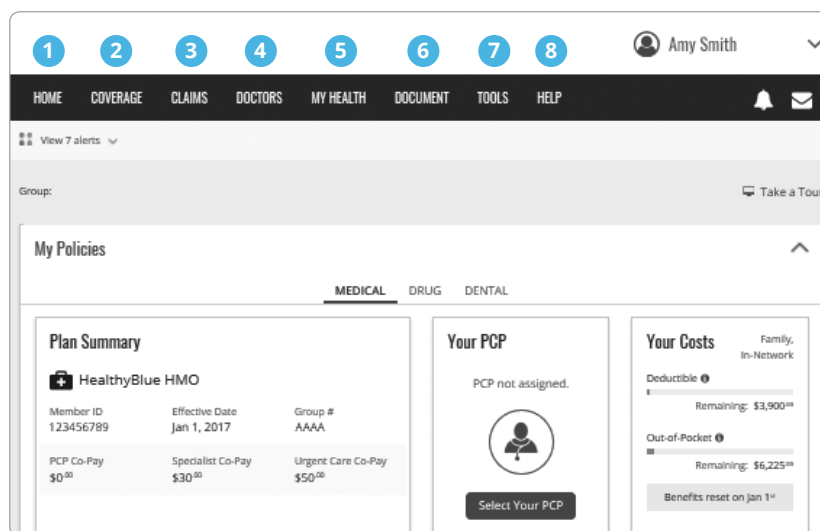 1 2 3 4 5 6 7 8
Amy Smith
HOME COVERAGE CLAIMS DOCTORS MY HEALTH DOCUMENT TOOLS HELP
View 7 alerts
Group:
Take a Tour
My Policies
MEDICAL DRUG DENTAL
Plan Summary
HealthyBlue HMO
Member ID Effective Date Group #
123456789 Jan 1, 2017 AAAA
PCP Co-Pay Specialist Co-Pay Urgent Care Co-Pay
$0.00 $30.00 $50.00
Your PCP
PCP not assigned.
Select Your PCP
Your Costs
Family,
In-Network
Deductible
Remaining: $3,900.00
Out-of-Pocket
Remaining: $6,225.00
Benefits reset on Jan 1st